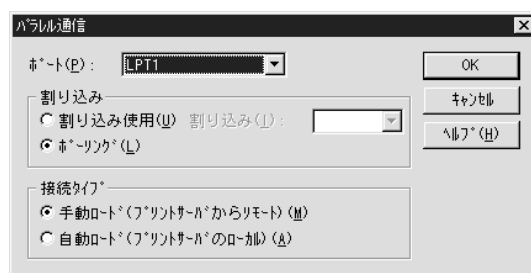 ﾊﾟﾗﾚﾙ通信
ﾎﾟｰﾄ(P): LPT1
OK
割り込み
割り込み使用(U) 割り込み(I):
ｷｬﾝｾﾙ
ﾎﾟｰﾘﾝｸﾞ(L)
ﾍﾙﾌﾟ(H)
接続ﾀｲﾌﾟ
手動ﾛｰﾄﾞ(ﾌﾟﾘﾝﾄｻｰﾊﾞからﾘﾓｰﾄ)(M)
自動ﾛｰﾄﾞ(ﾌﾟﾘﾝﾄｻｰﾊﾞのﾛｰｶﾙ)(A)